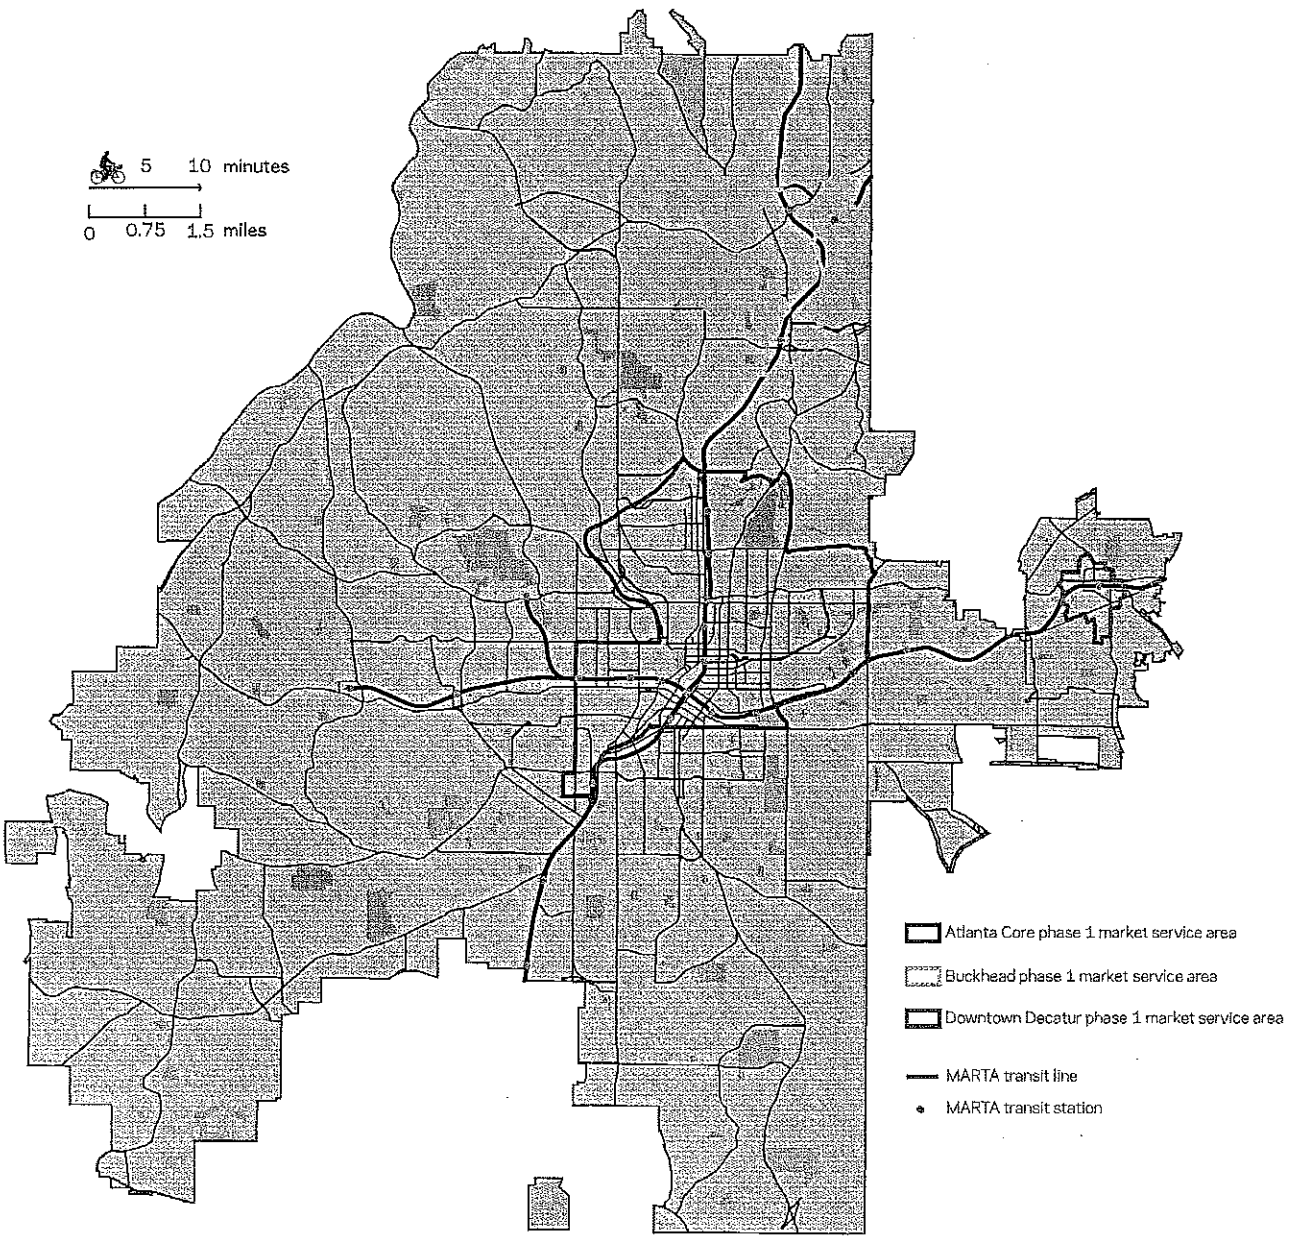 5 10 minutes
0 0.75 1.5 miles
Atlanta Core phase 1 market service area
Buckhead phase 1 market service area
Downtown Decatur phase 1 market service area
MARTA transit line
MARTA transit station